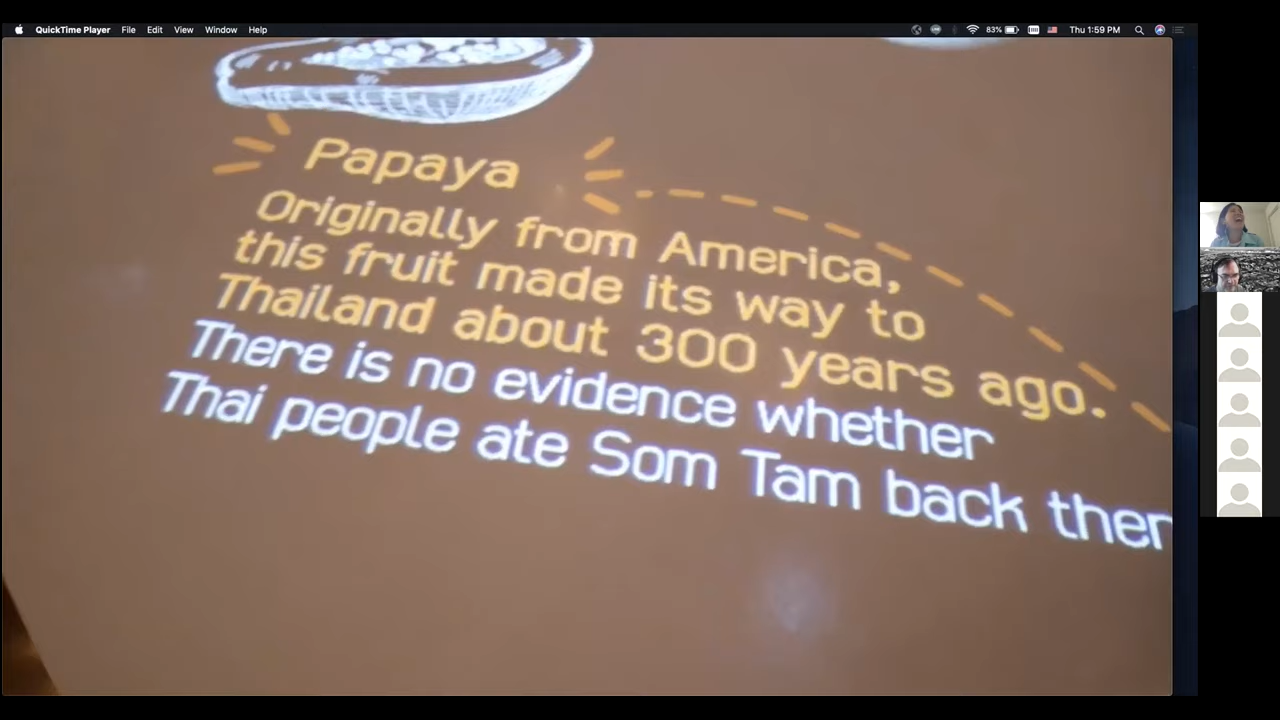 QuickTime Player File Edit View Window Help 83% Thu 1:59 PM
Papaya
Originally from America,
this fruit made its way to
Thailand about 300 years ago.
There is no evidence whether
Thai people ate Som Tam back ther